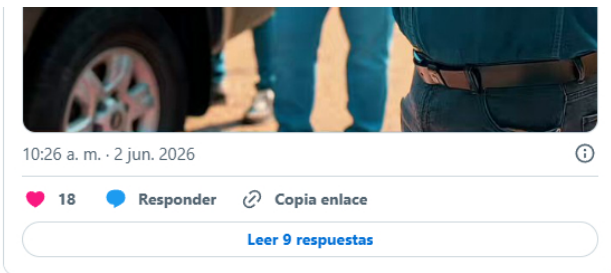 10:26 a. m. · 2 jun. 2026
18 Responder Copia enlace
Leer 9 respuestas